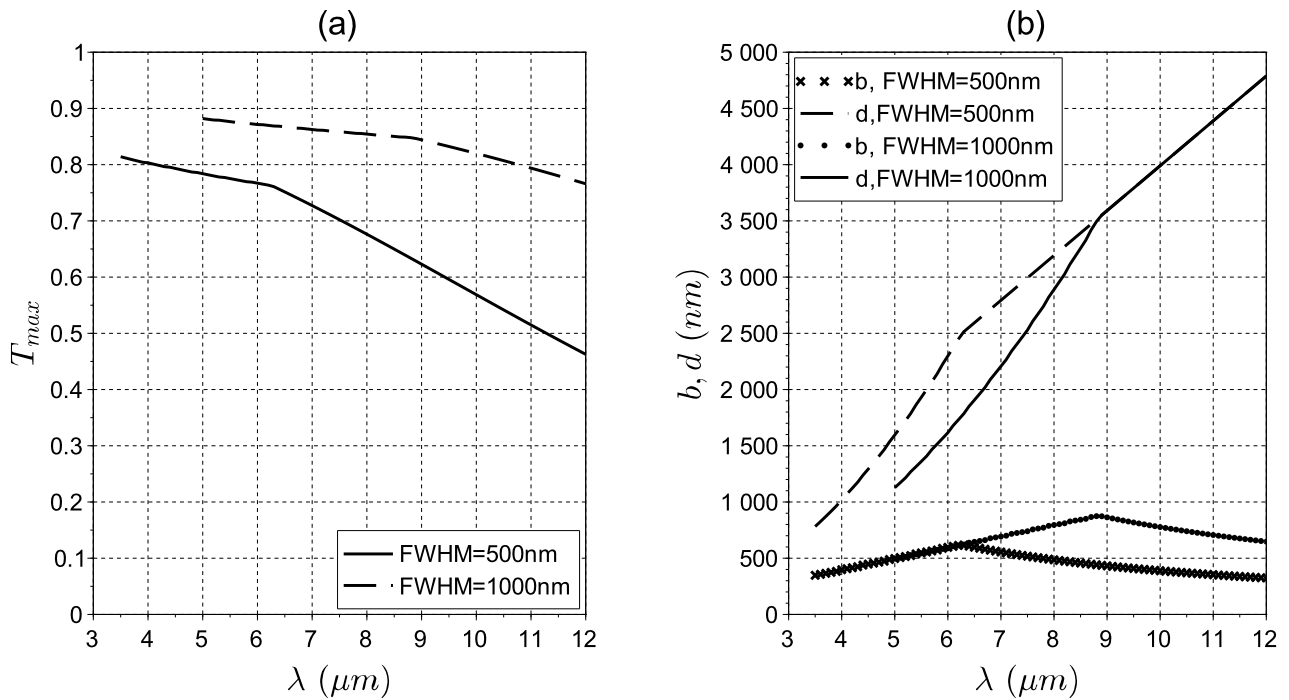 (a)
1
0.9
0.8
0.7
0.6
0.5
0.4
0.3
0.2
0.1
0
T_max
FWHM=500nm
FWHM=1000nm
3 4 5 6 7 8 9 10 11 12
λ (μm)
(b)
5 000
4 500
4 000
3 500
3 000
2 500
2 000
1 500
1 000
500
0
b, d (nm)
b, FWHM=500nm
d,FWHM=500nm
b, FWHM=1000nm
d,FWHM=1000nm
3 4 5 6 7 8 9 10 11 12
λ (μm)